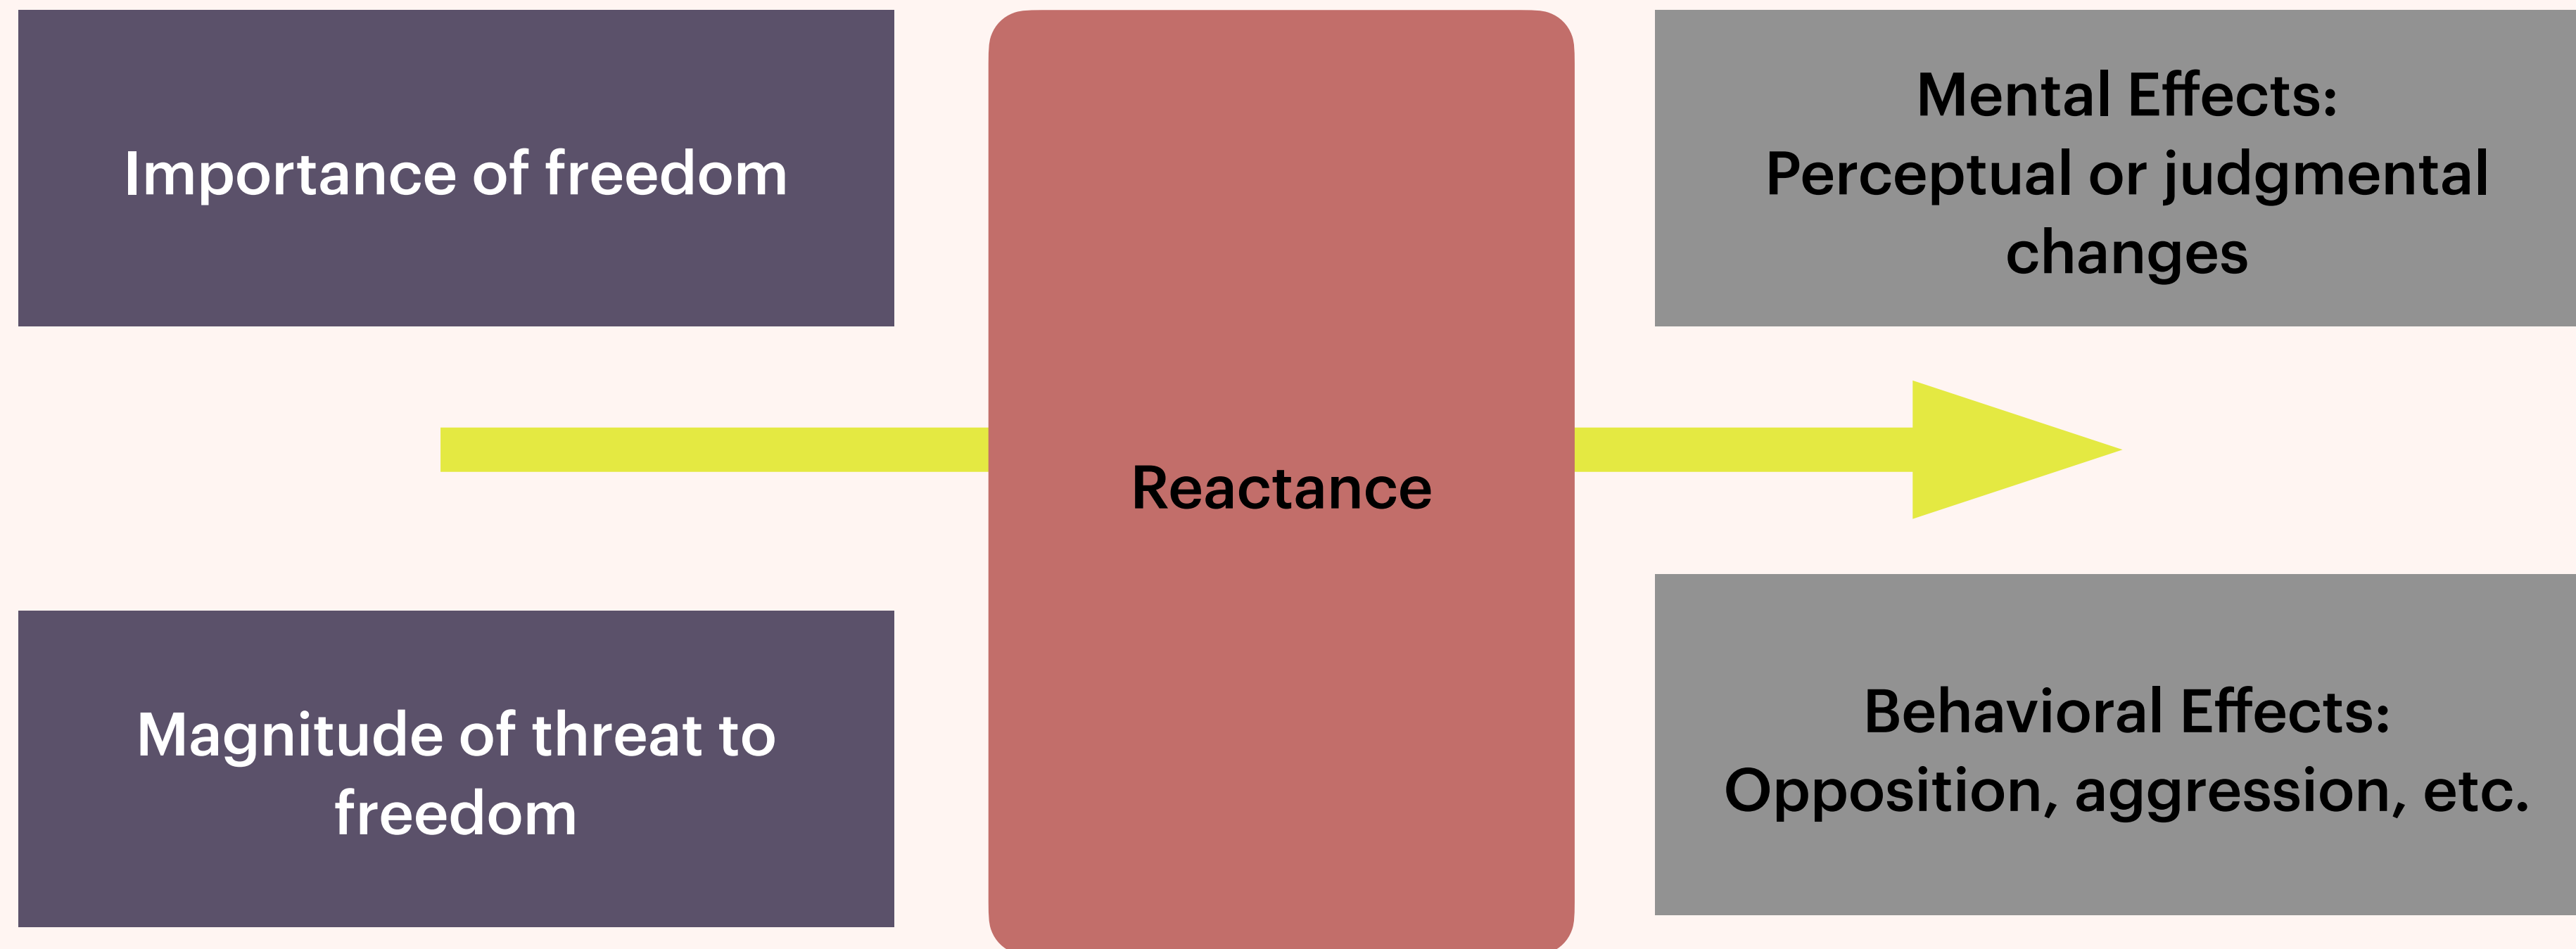 Importance of freedom
Magnitude of threat to
freedom
Reactance
Mental Effects:
Perceptual or judgmental
changes
Behavioral Effects:
Opposition, aggression, etc.